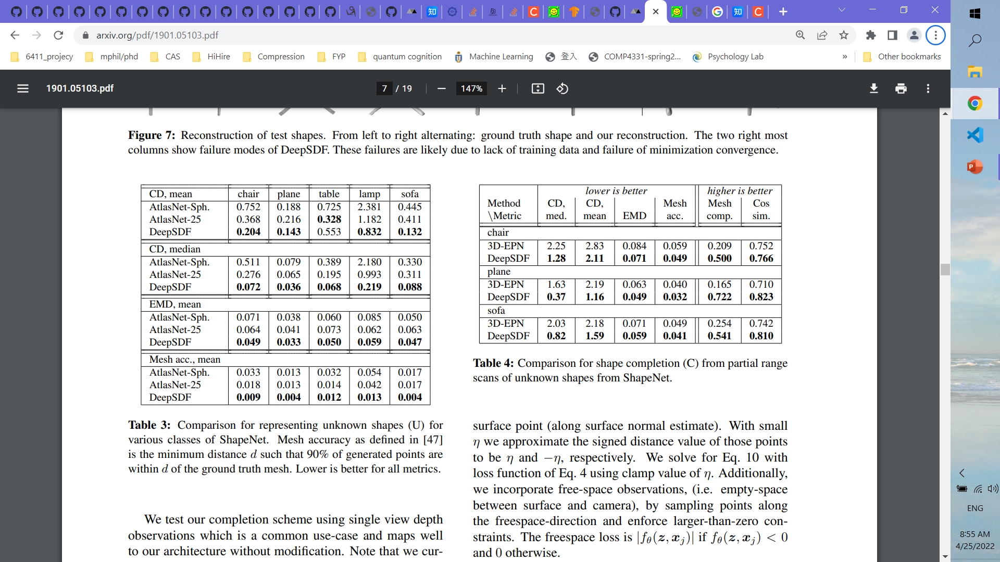 arxiv.org/pdf/1901.05103.pdf
6411_projecy mphil/phd CAS HiHire Compression FYP quantum cognition Machine Learning 登入 COMP4331-spring2... Psychology Lab » Other bookmarks
1901.05103.pdf 7 / 19 147%
Figure 7: Reconstruction of test shapes. From left to right alternating: ground truth shape and our reconstruction. The two right most
columns show failure modes of DeepSDF. These failures are likely due to lack of training data and failure of minimization convergence.
CD, mean chair plane table lamp sofa
AtlasNet-Sph. 0.752 0.188 0.725 2.381 0.445
AtlasNet-25 0.368 0.216 0.328 1.182 0.411
DeepSDF 0.204 0.143 0.553 0.832 0.132
CD, median
AtlasNet-Sph. 0.511 0.079 0.389 2.180 0.330
AtlasNet-25 0.276 0.065 0.195 0.993 0.311
DeepSDF 0.072 0.036 0.068 0.219 0.088
EMD, mean
AtlasNet-Sph. 0.071 0.038 0.060 0.085 0.050
AtlasNet-25 0.064 0.041 0.073 0.062 0.063
DeepSDF 0.049 0.033 0.050 0.059 0.047
Mesh acc., mean
AtlasNet-Sph. 0.033 0.013 0.032 0.054 0.017
AtlasNet-25 0.018 0.013 0.014 0.042 0.017
DeepSDF 0.009 0.004 0.012 0.013 0.004
Table 3: Comparison for representing unknown shapes (U) for
various classes of ShapeNet. Mesh accuracy as defined in [47]
is the minimum distance d such that 90% of generated points are
within d of the ground truth mesh. Lower is better for all metrics.
We test our completion scheme using single view depth
observations which is a common use-case and maps well
to our architecture without modification. Note that we cur-
lower is better higher is better
Method CD, CD, Mesh Mesh Cos
\Metric med. mean EMD acc. comp. sim.
chair
3D-EPN 2.25 2.83 0.084 0.059 0.209 0.752
DeepSDF 1.28 2.11 0.071 0.049 0.500 0.766
plane
3D-EPN 1.63 2.19 0.063 0.040 0.165 0.710
DeepSDF 0.37 1.16 0.049 0.032 0.722 0.823
sofa
3D-EPN 2.03 2.18 0.071 0.049 0.254 0.742
DeepSDF 0.82 1.59 0.059 0.041 0.541 0.810
Table 4: Comparison for shape completion (C) from partial range
scans of unknown shapes from ShapeNet.
surface point (along surface normal estimate). With small
η we approximate the signed distance value of those points
to be η and −η, respectively. We solve for Eq. 10 with
loss function of Eq. 4 using clamp value of η. Additionally,
we incorporate free-space observations, (i.e. empty-space
between surface and camera), by sampling points along
the freespace-direction and enforce larger-than-zero con-
straints. The freespace loss is |fθ(z, xj)| if fθ(z, xj) < 0
and 0 otherwise.
ENG
8:55 AM
4/25/2022